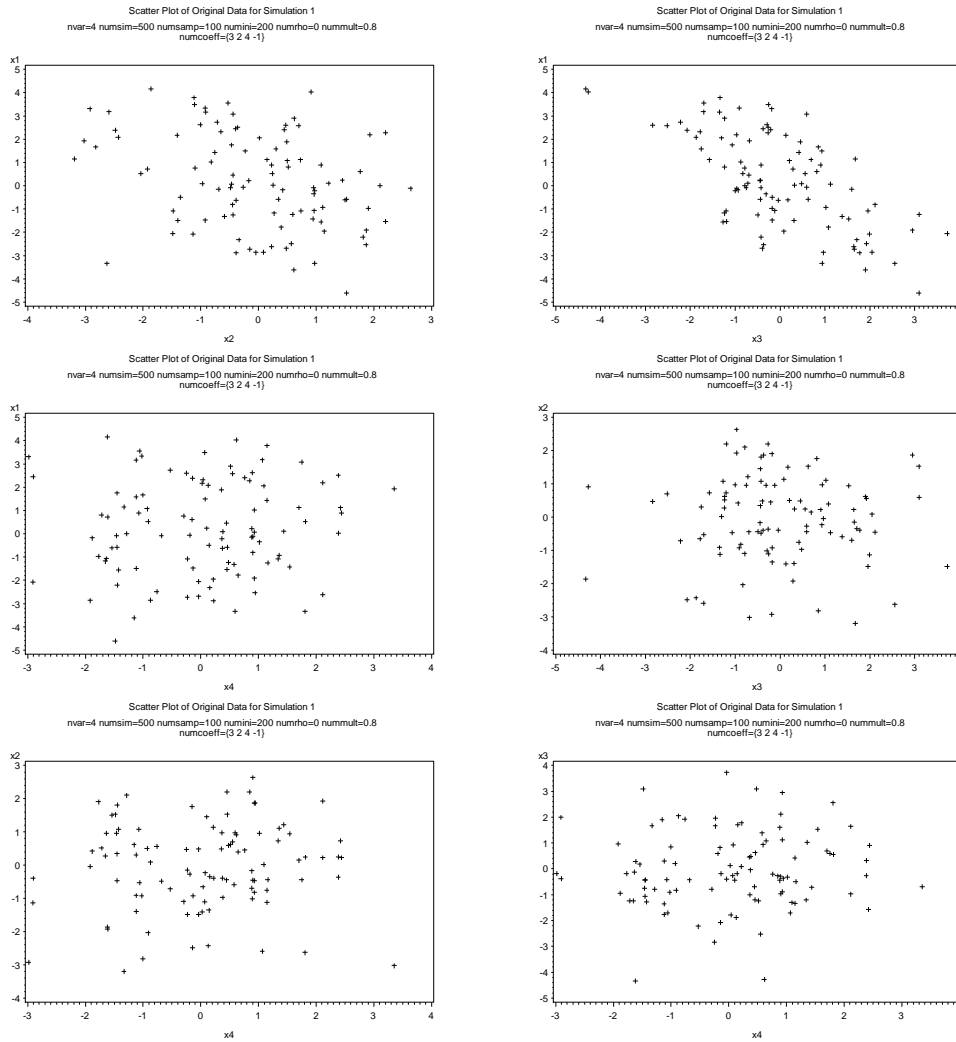 Scatter Plot of Original Data for Simulation 1
nvar=4 numsim=500 numsamp=100 numini=200 numrho=0 nummult=0.8
numcoeff={3 2 4 -1}
x1
5
4
3
2
1
0
-1
-2
-3
-4
-5
-4 -3 -2 -1 0 1 2 3
x2
Scatter Plot of Original Data for Simulation 1
nvar=4 numsim=500 numsamp=100 numini=200 numrho=0 nummult=0.8
numcoeff={3 2 4 -1}
x1
5
4
3
2
1
0
-1
-2
-3
-4
-5
-5 -4 -3 -2 -1 0 1 2 3 4
x3
Scatter Plot of Original Data for Simulation 1
nvar=4 numsim=500 numsamp=100 numini=200 numrho=0 nummult=0.8
numcoeff={3 2 4 -1}
x1
5
4
3
2
1
0
-1
-2
-3
-4
-5
-3 -2 -1 0 1 2 3 4
x4
Scatter Plot of Original Data for Simulation 1
nvar=4 numsim=500 numsamp=100 numini=200 numrho=0 nummult=0.8
numcoeff={3 2 4 -1}
x2
3
2
1
0
-1
-2
-3
-4
-5 -4 -3 -2 -1 0 1 2 3 4
x3
Scatter Plot of Original Data for Simulation 1
nvar=4 numsim=500 numsamp=100 numini=200 numrho=0 nummult=0.8
numcoeff={3 2 4 -1}
x2
3
2
1
0
-1
-2
-3
-4
-3 -2 -1 0 1 2 3 4
x4
Scatter Plot of Original Data for Simulation 1
nvar=4 numsim=500 numsamp=100 numini=200 numrho=0 nummult=0.8
numcoeff={3 2 4 -1}
x3
4
3
2
1
0
-1
-2
-3
-4
-5
-3 -2 -1 0 1 2 3 4
x4